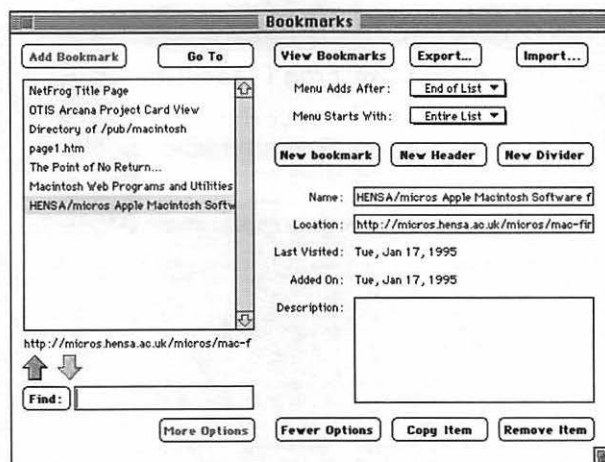 Bookmarks
Add Bookmark Go To
NetFrog Title Page
OTIS Arcana Project Card View
Directory of /pub/macintosh
page1.htm
The Point of No Return...
Macintosh Web Programs and Utilities
HENSA/micros Apple Macintosh Softw
http://micros.hensa.ac.uk/micros/mac-f
Find:
More Options
View Bookmarks Export... Import...
Menu Adds After: End of List
Menu Starts With: Entire List
New bookmark New Header New Divider
Name: HENSA/micros Apple Macintosh Software f
Location: http://micros.hensa.ac.uk/micros/mac-fir
Last Visited: Tue, Jan 17, 1995
Added On: Tue, Jan 17, 1995
Description:
Fewer Options Copy Item Remove Item